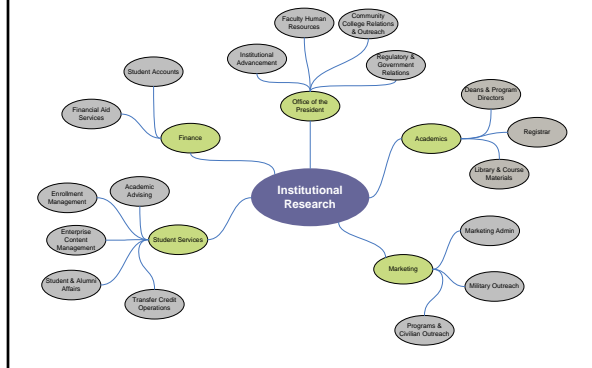 Community
College Relations
& Outreach
Faculty Human
Resources
Institutional
Advancement
Regulatory &
Government
Relations
Office of the
President
Student Accounts
Financial Aid
Services
Finance
Deans & Program
Directors
Registrar
Academics
Library & Course
Materials
Institutional
Research
Academic
Advising
Enrollment
Management
Enterprise
Content
Management
Student Services
Student & Alumni
Affairs
Transfer Credit
Operations
Marketing Admin
Marketing
Military Outreach
Programs &
Civilian Outreach